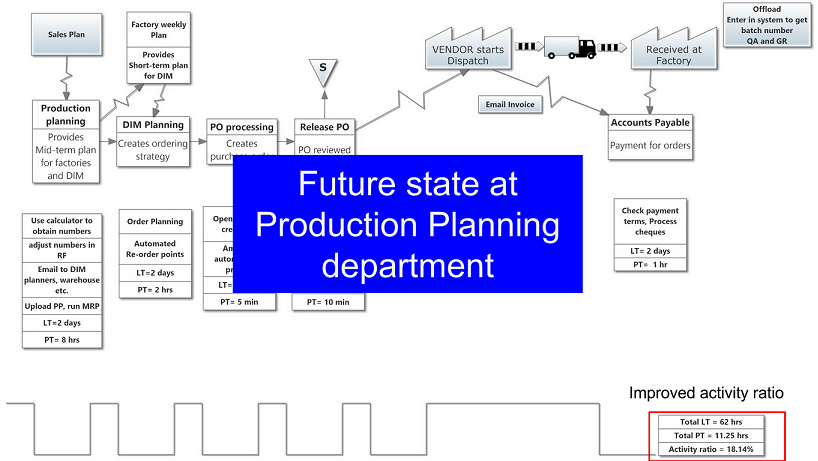 Sales Plan
Factory weekly
Plan
Provides
Short-term plan
for DIM
VENDOR starts
Dispatch
Received at
Factory
Offload
Enter in system to get
batch number
QA and GR
S
Email Invoice
Production
planning
Provides
Mid-term plan
for factories
and DIM
DIM Planning
Creates ordering
strategy
PO processing
Creates
Release PO
PO reviewed
Accounts Payable
Payment for orders
Future state at
Production Planning
department
Use calculator to
obtain numbers
adjust numbers in
RF
Email to DIM
planners, warehouse
etc.
Upload PP, run MRP
LT=2 days
PT= 8 hrs
Order Planning
Automated
Re-order points
LT=2 days
PT= 2 hrs
PT= 5 min
PT= 10 min
Check payment
terms, Process
cheques
LT= 2 days
PT= 1 hr
Improved activity ratio
Total LT = 62 hrs
Total PT = 11.25 hrs
Activity ratio = 18.14%